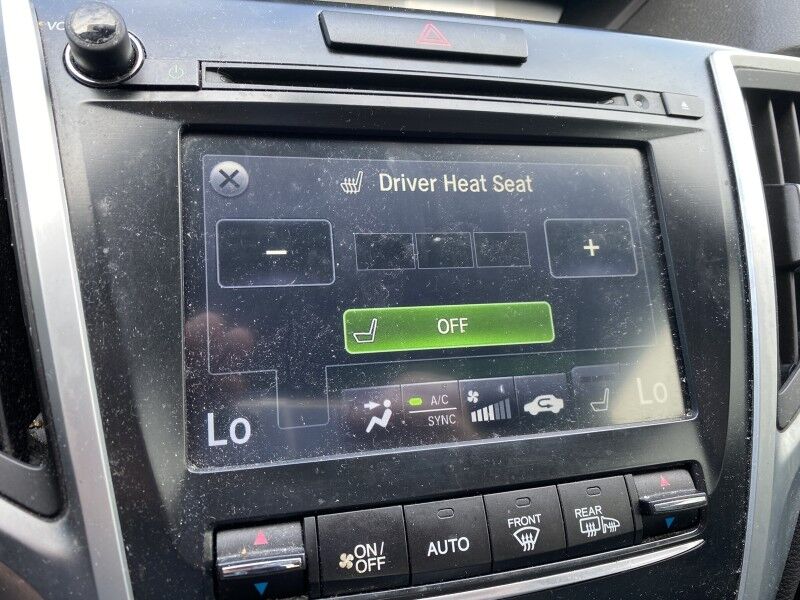 Driver Heat Seat
−
+
OFF
Lo
A/C
SYNC
Lo
ON/
OFF
AUTO
FRONT
REAR